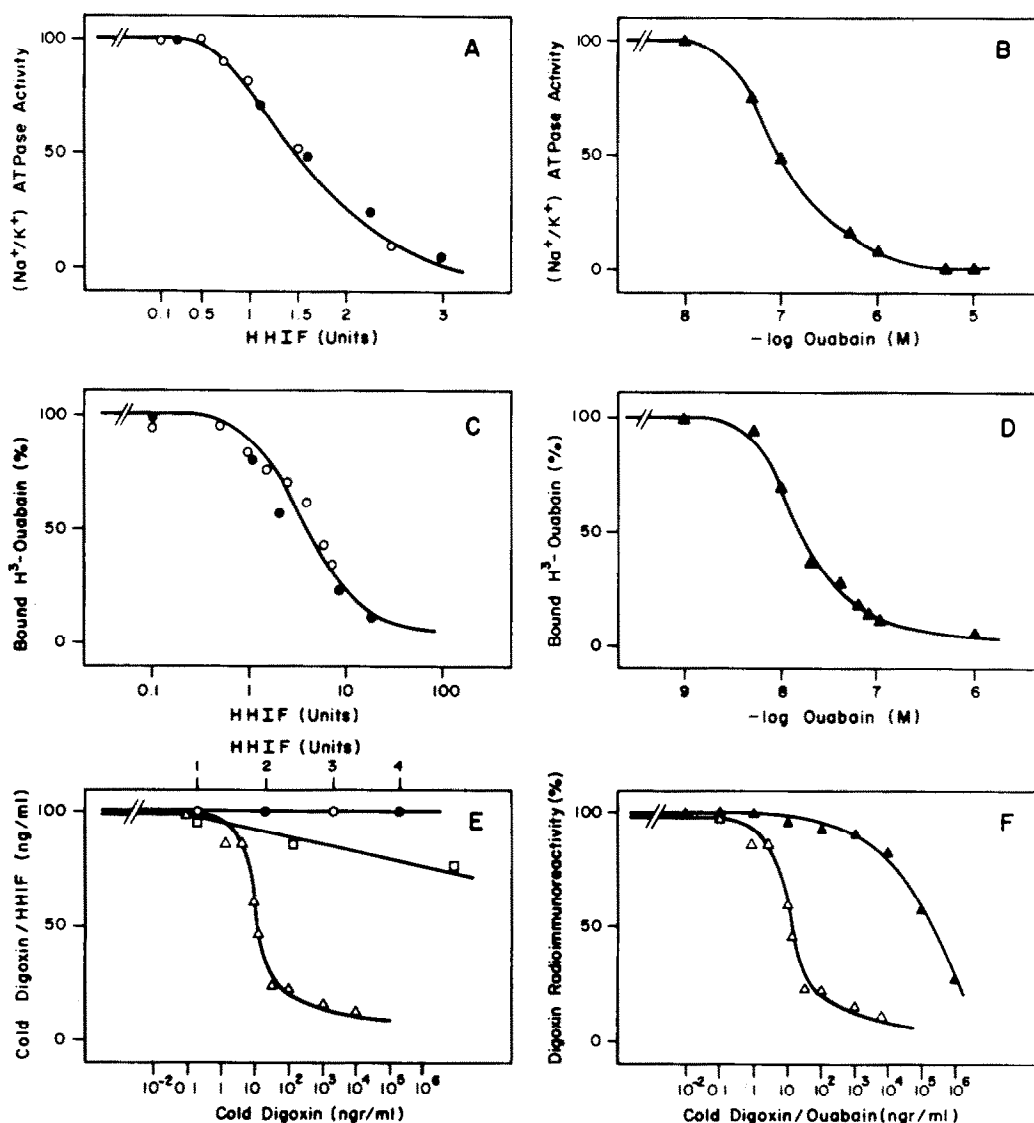 A
(Na⁺/K⁺) ATPase Activity
100
50
0
0.1 0.5 1 1.5 2 3
HHIF (Units)
B
(Na⁺/K⁺) ATPase Activity
100
50
0
8 7 6 5
-log Ouabain (M)
C
Bound H³-Ouabain (%)
100
50
0
0.1 1 10 100
HHIF (Units)
D
Bound H³-Ouabain (%)
100
50
0
9 8 7 6
-log Ouabain (M)
HHIF (Units)
1 2 3 4
E
Cold Digoxin/HHIF (ng/ml)
100
50
0
10⁻² 0.1 1 10 10² 10³ 10⁴ 10⁵ 10⁶
Cold Digoxin (ngr/ml)
F
Digoxin Radioimmunoreactivity (%)
100
50
0
10⁻² 0.1 1 10 10² 10³ 10⁴ 10⁵ 10⁶
Cold Digoxin/Ouabain (ngr/ml)